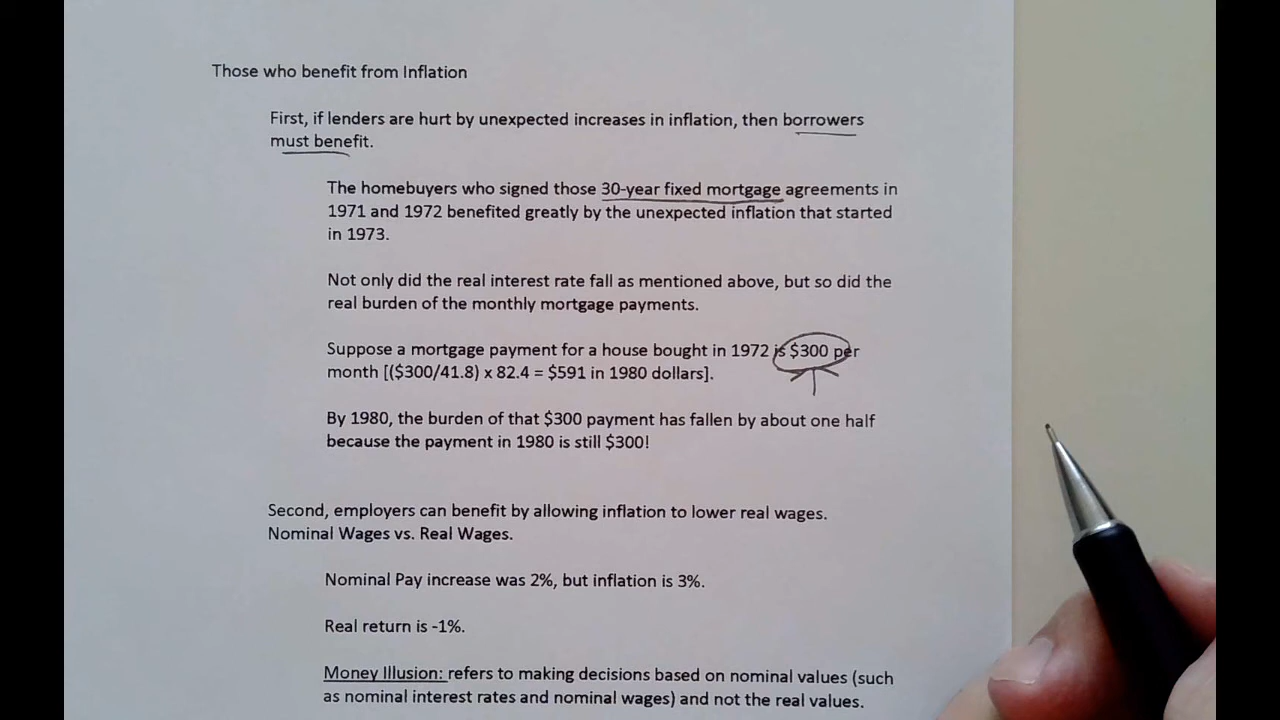 Those who benefit from Inflation
First, if lenders are hurt by unexpected increases in inflation, then borrowers
must benefit.
The homebuyers who signed those 30-year fixed mortgage agreements in
1971 and 1972 benefited greatly by the unexpected inflation that started
in 1973.
Not only did the real interest rate fall as mentioned above, but so did the
real burden of the monthly mortgage payments.
Suppose a mortgage payment for a house bought in 1972 is $300 per
month [($300/41.8) x 82.4 = $591 in 1980 dollars].
By 1980, the burden of that $300 payment has fallen by about one half
because the payment in 1980 is still $300!
Second, employers can benefit by allowing inflation to lower real wages.
Nominal Wages vs. Real Wages.
Nominal Pay increase was 2%, but inflation is 3%.
Real return is -1%.
Money Illusion: refers to making decisions based on nominal values (such
as nominal interest rates and nominal wages) and not the real values.